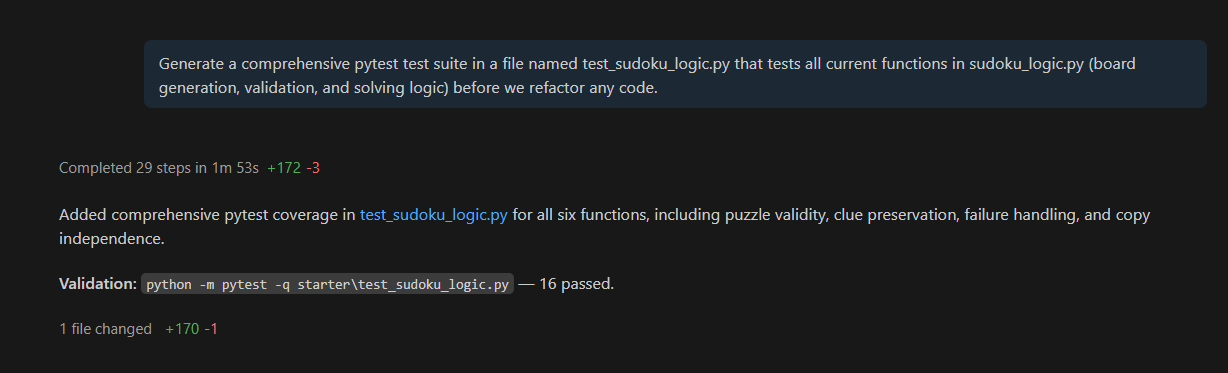 Generate a comprehensive pytest test suite in a file named test_sudoku_logic.py that tests all current functions in sudoku_logic.py (board
generation, validation, and solving logic) before we refactor any code.
Completed 29 steps in 1m 53s +172 -3
Added comprehensive pytest coverage in test_sudoku_logic.py for all six functions, including puzzle validity, clue preservation, failure handling, and copy
independence.
Validation: python -m pytest -q starter\test_sudoku_logic.py — 16 passed.
1 file changed +170 -1